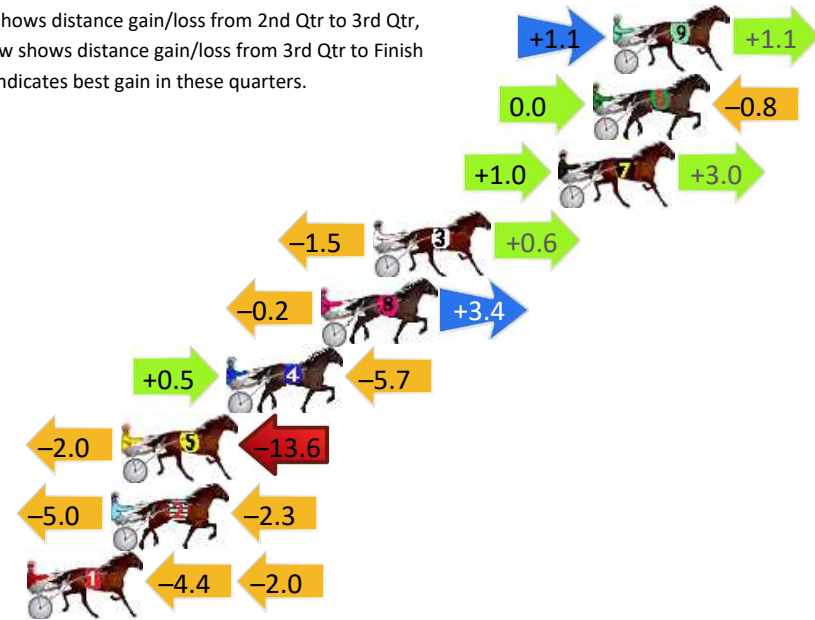 hows distance gain/loss from 2nd Qtr to 3rd Qtr,
w shows distance gain/loss from 3rd Qtr to Finish
ndicates best gain in these quarters.
+1.1 9 +1.1
0.0 6 –0.8
+1.0 7 +3.0
–1.5 3 +0.6
–0.2 8 +3.4
+0.5 4 –5.7
–2.0 5 –13.6
–5.0 2 –2.3
1 –4.4 –2.0